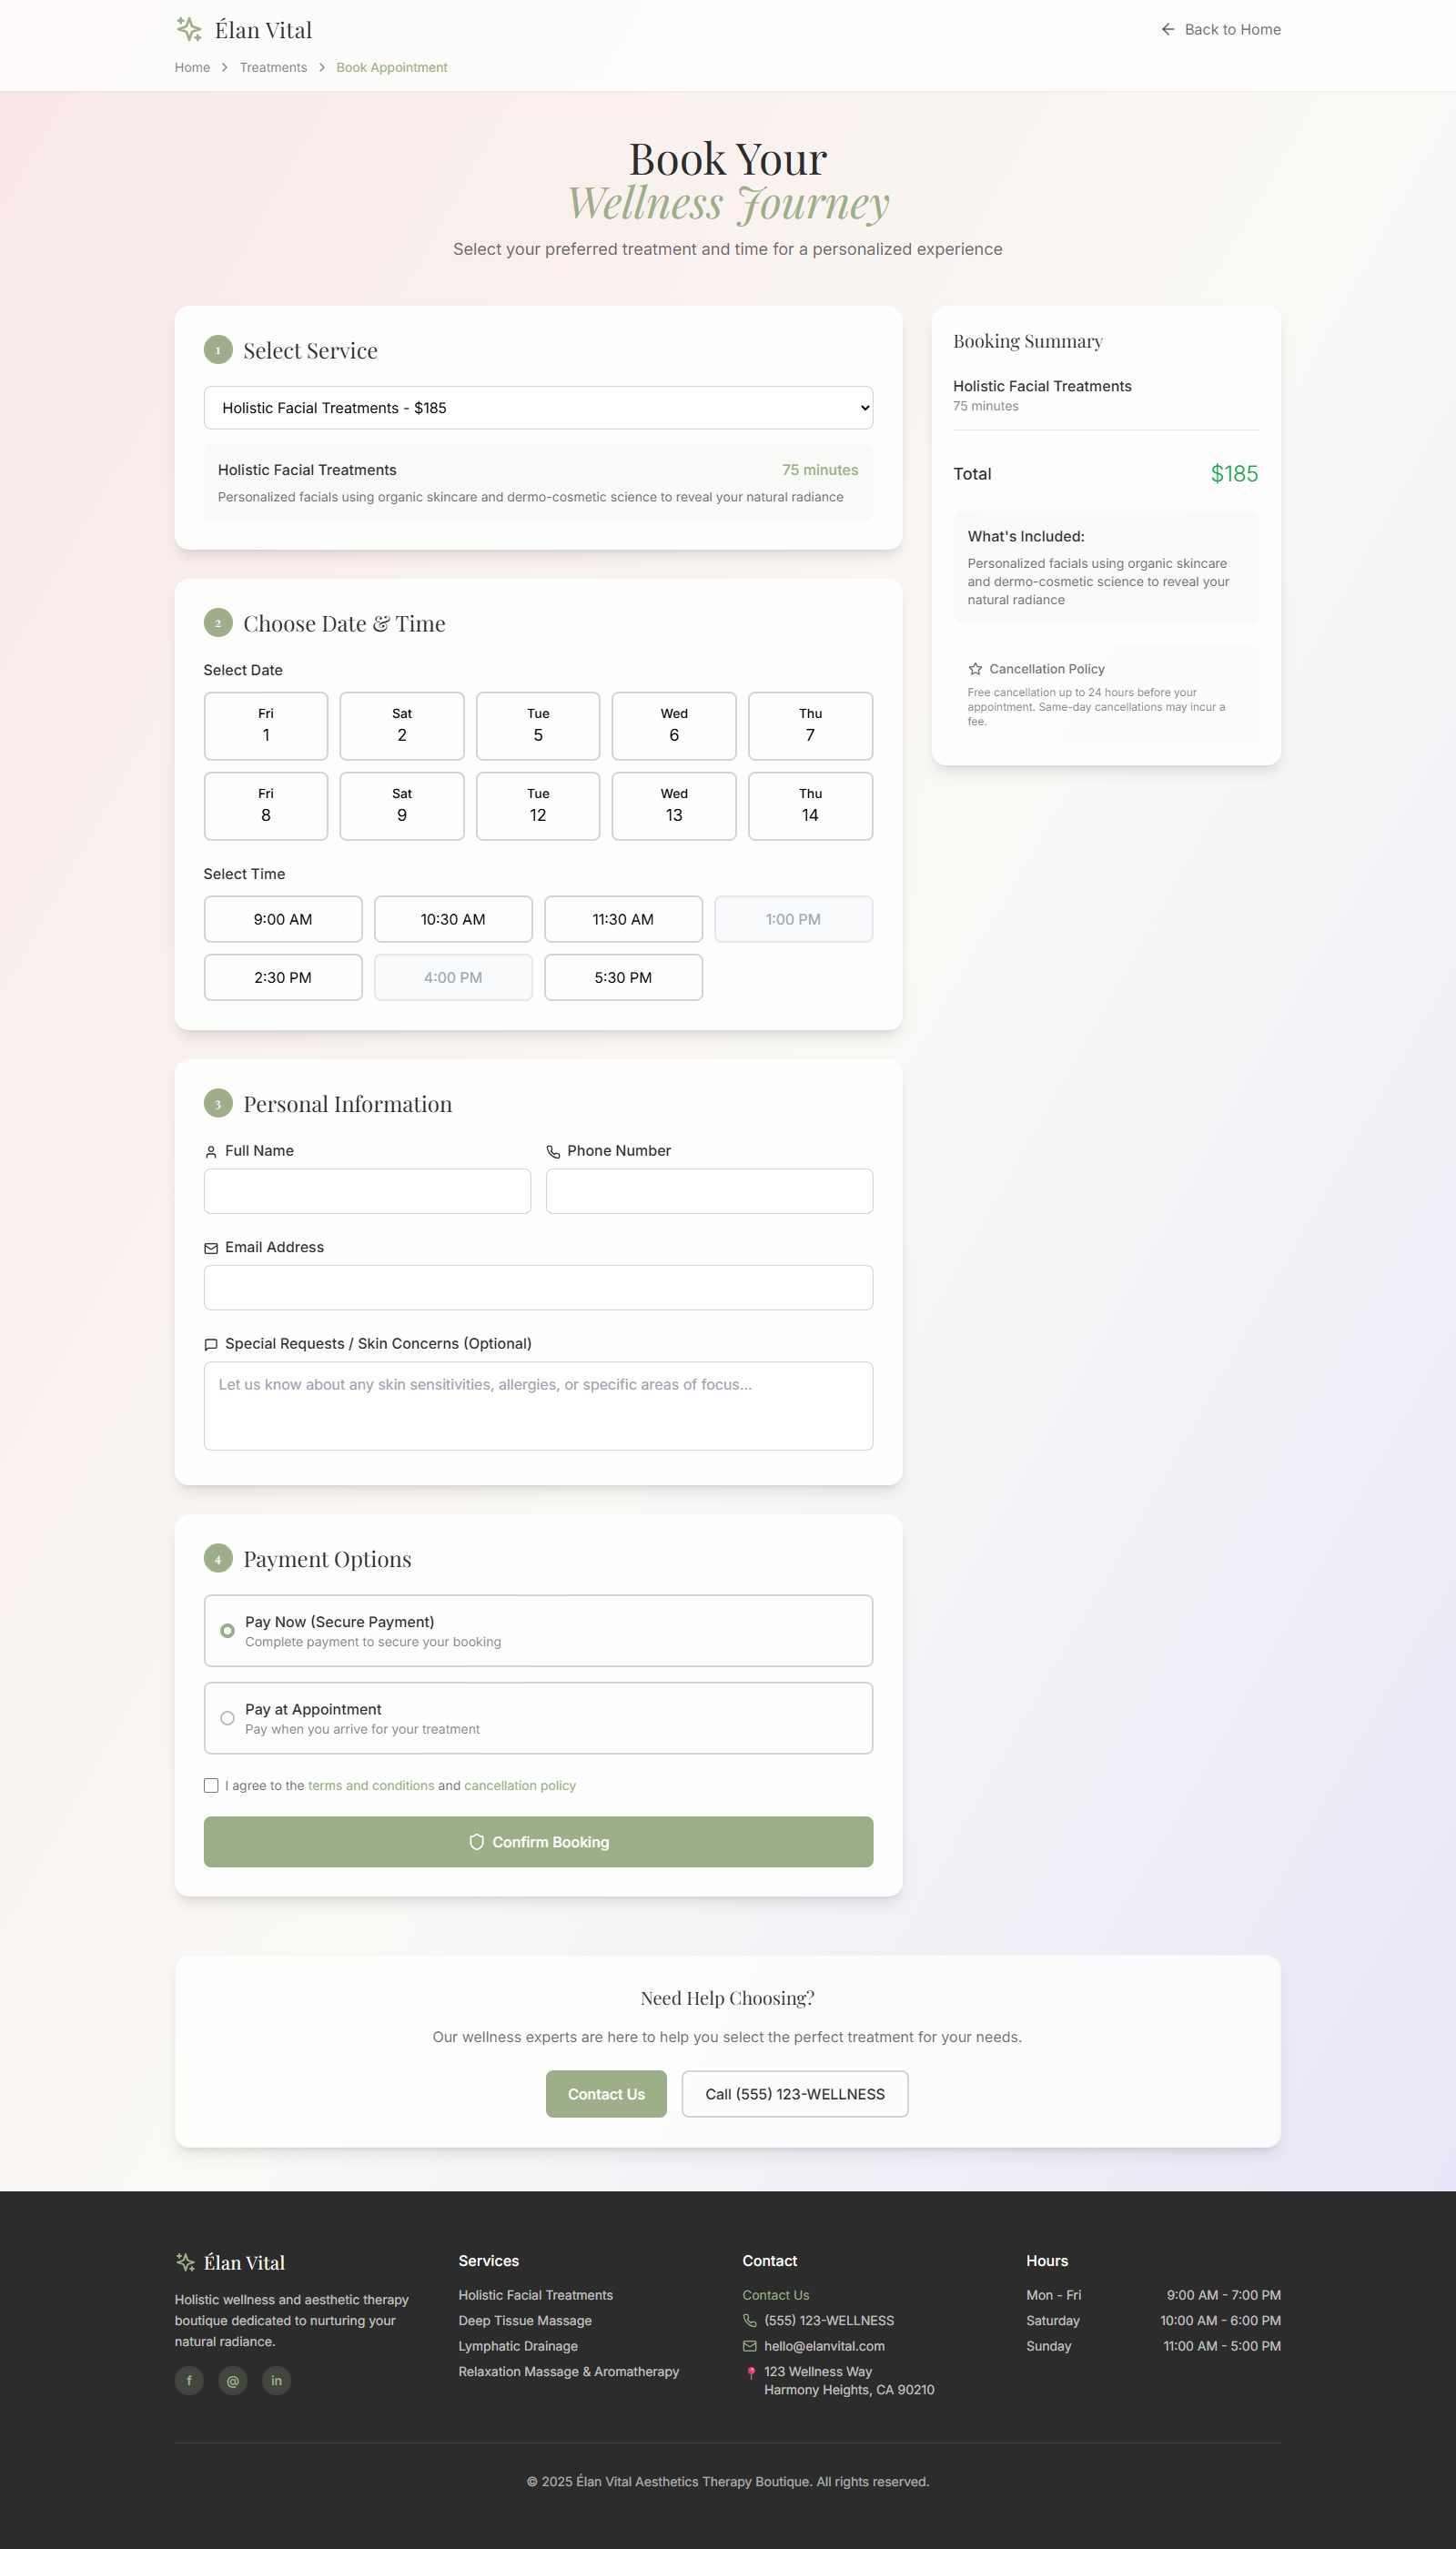 Élan Vital
Back to Home
Home > Treatments > Book Appointment
Book Your
Wellness Journey
Select your preferred treatment and time for a personalized experience
1 Select Service
Holistic Facial Treatments - $185
Holistic Facial Treatments 75 minutes
Personalized facials using organic skincare and dermo-cosmetic science to reveal your natural radiance
2 Choose Date & Time
Select Date
Fri Sat Tue Wed Thu
1 2 5 6 7
Fri Sat Tue Wed Thu
8 9 12 13 14
Select Time
9:00 AM 10:30 AM 11:30 AM 1:00 PM
2:30 PM 4:00 PM 5:30 PM
3 Personal Information
Full Name Phone Number
Email Address
Special Requests / Skin Concerns (Optional)
Let us know about any skin sensitivities, allergies, or specific areas of focus...
4 Payment Options
Pay Now (Secure Payment)
Complete payment to secure your booking
Pay at Appointment
Pay when you arrive for your treatment
I agree to the terms and conditions and cancellation policy
Confirm Booking
Booking Summary
Holistic Facial Treatments
75 minutes
Total $185
What's Included:
Personalized facials using organic skincare
and dermo-cosmetic science to reveal your
natural radiance
Cancellation Policy
Free cancellation up to 24 hours before your
appointment. Same-day cancellations may incur a
fee.
Need Help Choosing?
Our wellness experts are here to help you select the perfect treatment for your needs.
Contact Us Call (555) 123-WELLNESS
Élan Vital
Holistic wellness and aesthetic therapy
boutique dedicated to nurturing your
natural radiance.
f @ in
Services
Holistic Facial Treatments
Deep Tissue Massage
Lymphatic Drainage
Relaxation Massage & Aromatherapy
Contact
Contact Us
(555) 123-WELLNESS
hello@elanvital.com
123 Wellness Way
Harmony Heights, CA 90210
Hours
Mon - Fri 9:00 AM - 7:00 PM
Saturday 10:00 AM - 6:00 PM
Sunday 11:00 AM - 5:00 PM
© 2025 Élan Vital Aesthetics Therapy Boutique. All rights reserved.